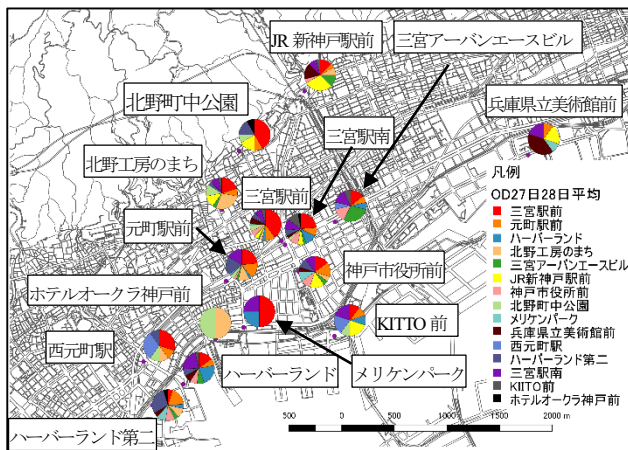 JR新神戸駅前
三宮アーバンエースビル
兵庫県立美術館前
北野町中公園
三宮駅南
北野工房のまち
三宮駅前
元町駅前
神戸市役所前
ホテルオークラ神戸前
KITTO前
西元町駅
ハーバーランド
メリケンパーク
ハーバーランド第二
凡例
OD27日28日平均
三宮駅前
元町駅前
ハーバーランド
北野工房のまち
三宮アーバンエースビル
JR新神戸駅前
神戸市役所前
北野町中公園
メリケンパーク
兵庫県立美術館前
西元町駅
ハーバーランド第二
三宮駅南
KIITO前
ホテルオークラ神戸前
500 0 500 1000 1500 2000 m